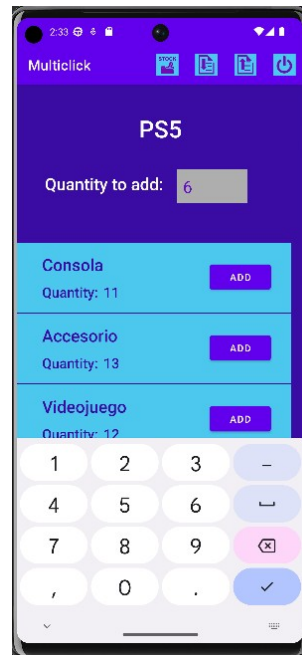 2:33
Multiclick
STOCK
PS5
Quantity to add: 6
Consola
Quantity: 11
ADD
Accesorio
Quantity: 13
ADD
Videojuego
Quantity: 12
ADD
1 2 3 –
4 5 6
7 8 9
, 0 .